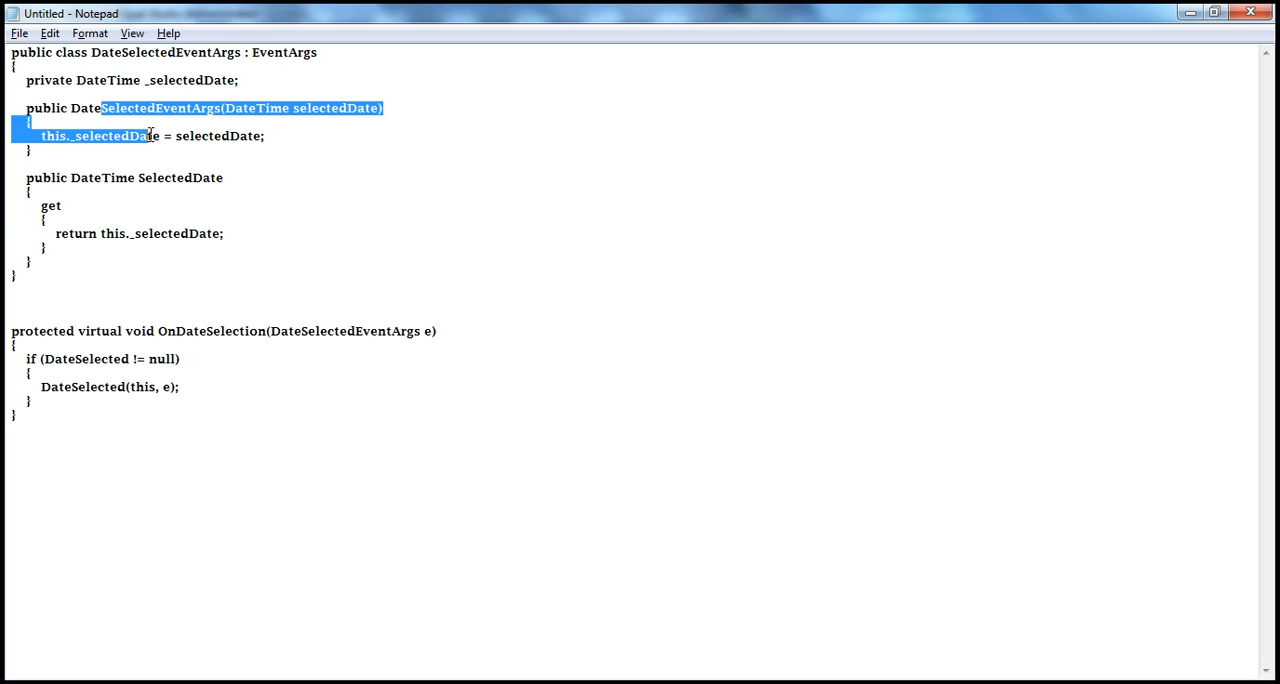 Untitled - Notepad
File Edit Format View Help
public class DateSelectedEventArgs : EventArgs
{
private DateTime _selectedDate;
public DateSelectedEventArgs(DateTime selectedDate)
{
this._selectedDate = selectedDate;
}
public DateTime SelectedDate
{
get
{
return this._selectedDate;
}
}
}
protected virtual void OnDateSelection(DateSelectedEventArgs e)
{
if (DateSelected != null)
{
DateSelected(this, e);
}
}